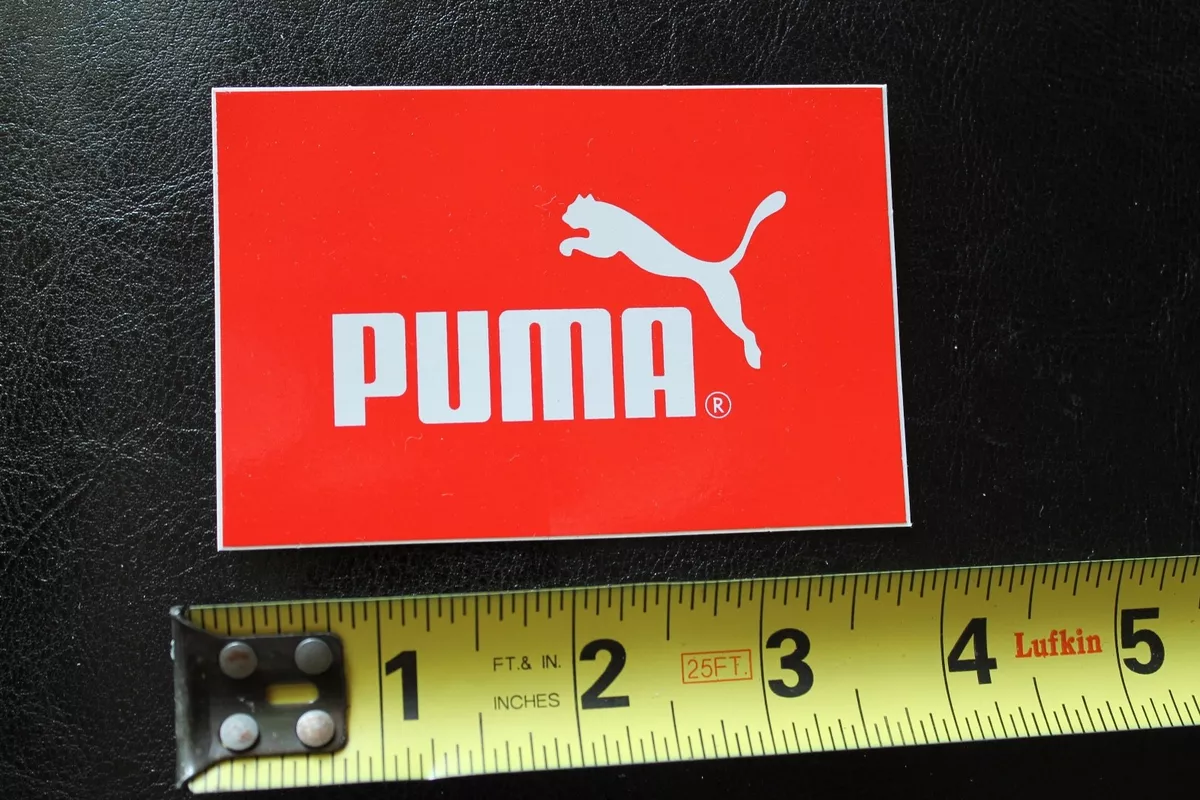 PUMA®
1 FT.& IN. 2 25FT. 3 4 Lufkin 5
INCHES